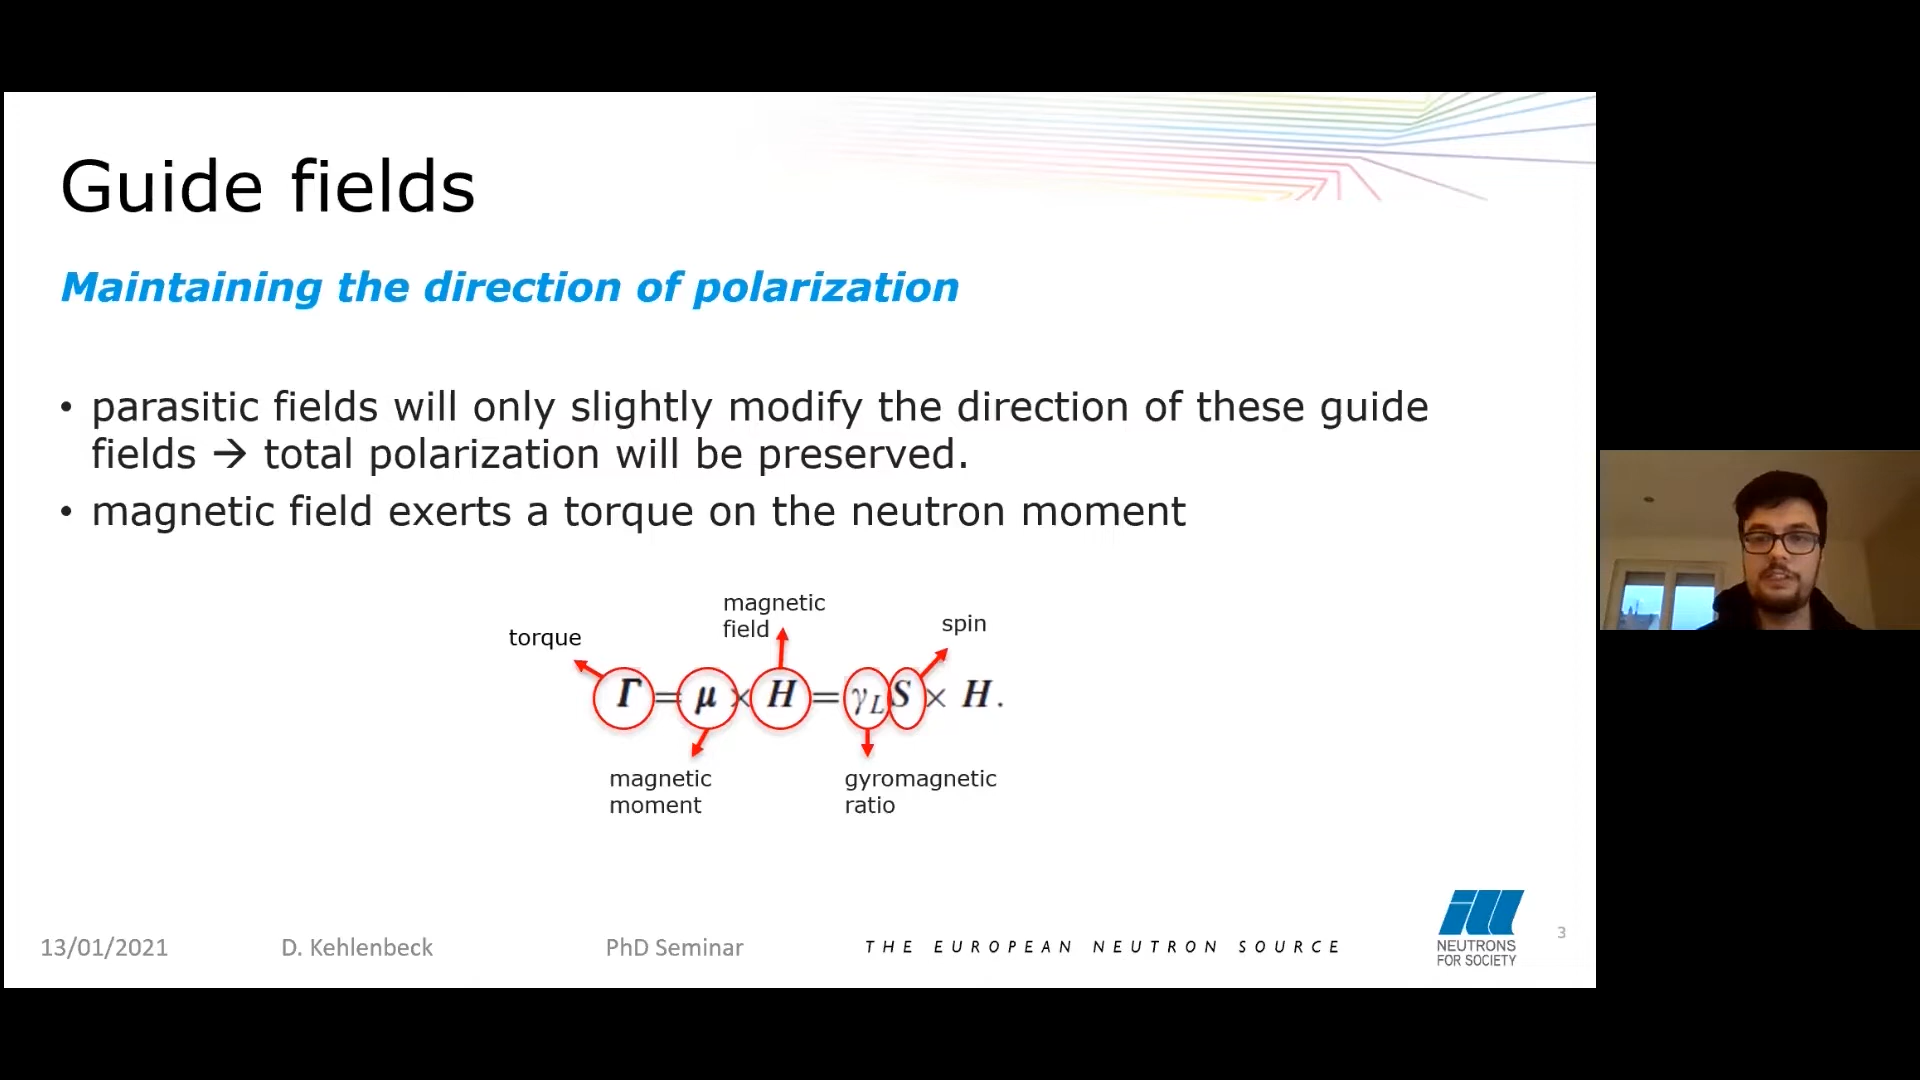 Guide fields
Maintaining the direction of polarization
• parasitic fields will only slightly modify the direction of these guide
fields → total polarization will be preserved.
• magnetic field exerts a torque on the neutron moment
magnetic
field
spin
torque
Γ = μ × H = γ_L S × H.
magnetic
moment
gyromagnetic
ratio
13/01/2021
D. Kehlenbeck
PhD Seminar
THE EUROPEAN NEUTRON SOURCE
ill
NEUTRONS
FOR SOCIETY
3